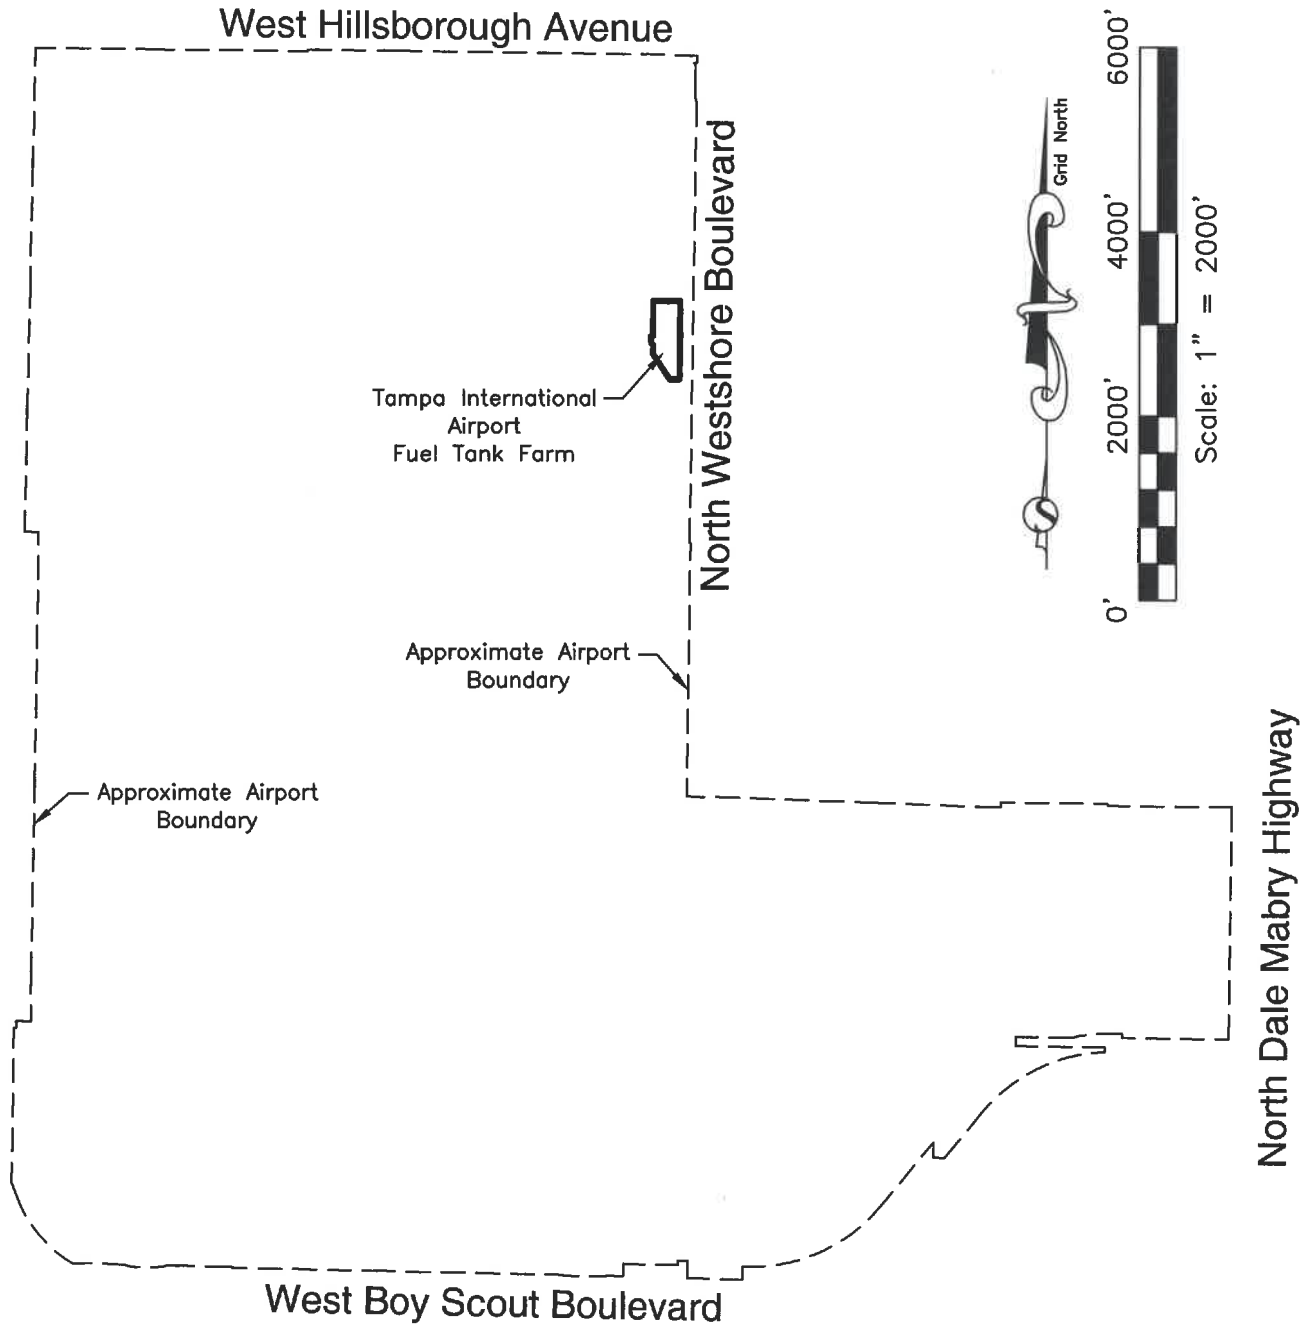 West Hillsborough Avenue
North Westshore Boulevard
Grid North
6000'
4000'
2000'
0'
Scale: 1" = 2000'
Tampa International
Airport
Fuel Tank Farm
Approximate Airport
Boundary
Approximate Airport
Boundary
North Dale Mabry Highway
West Boy Scout Boulevard